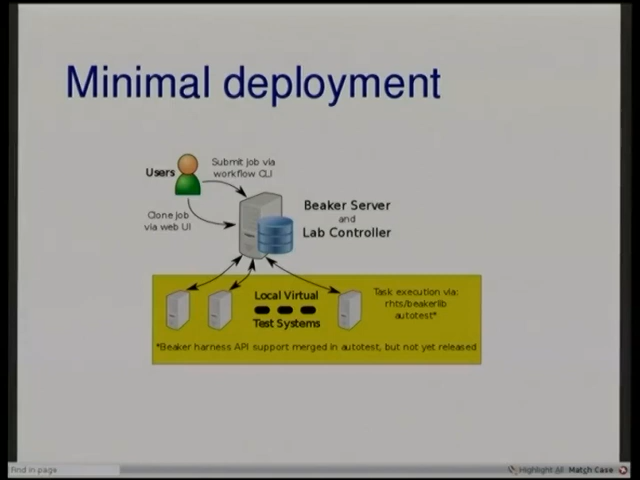 Minimal deployment
Users
Submit job via
workflow CLI
Clone job
via web UI
Beaker Server
and
Lab Controller
Local Virtual
Test Systems
Task execution via:
rhts/beakerlib
autotest*
*Beaker harness API support merged in autotest, but not yet released
Find in page
Highlight All
Match Case